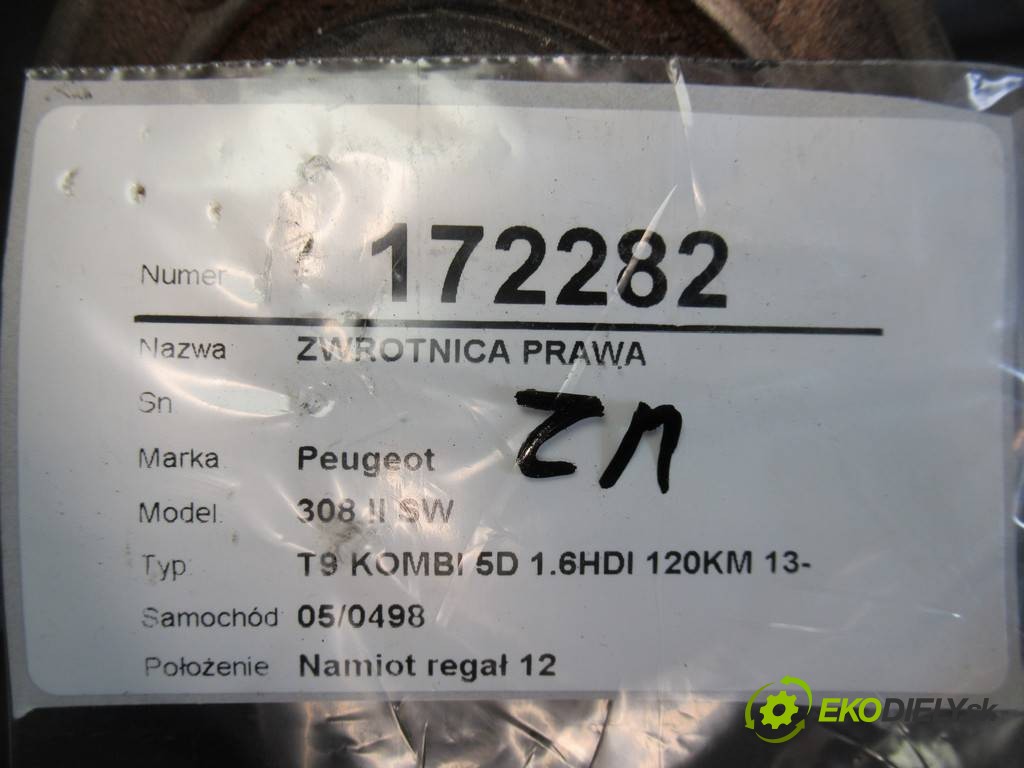 Numer 172282
Nazwa ZWROTNICA PRAWA
Sn
Marka Peugeot
Model 308 II SW
Typ T9 KOMBI 5D 1.6HDI 120KM 13-
Samochód 05/0498
Położenie Namiot regał 12
EKODIELY.sk